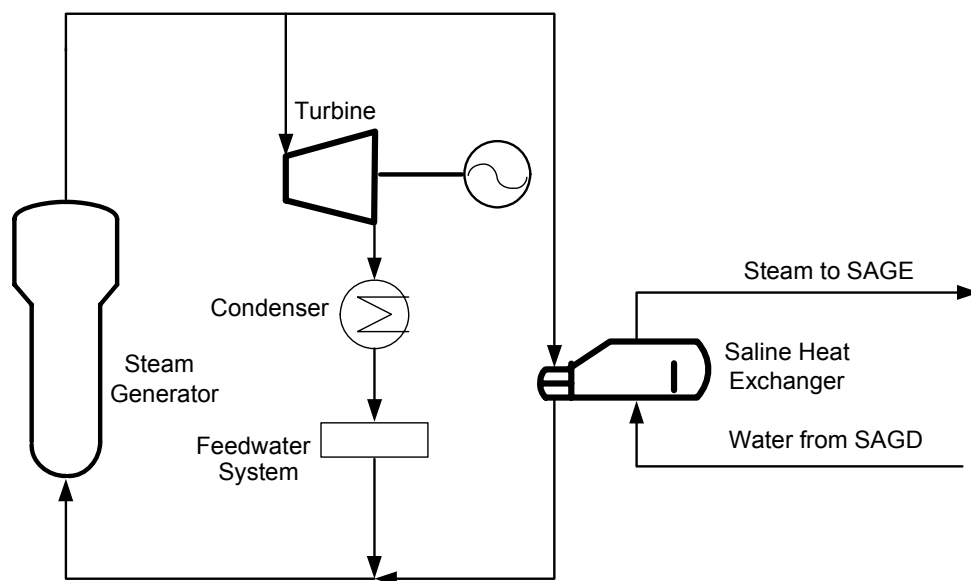 Turbine
Steam to SAGE
Condenser
Saline Heat
Exchanger
Steam
Generator
Water from SAGD
Feedwater
System